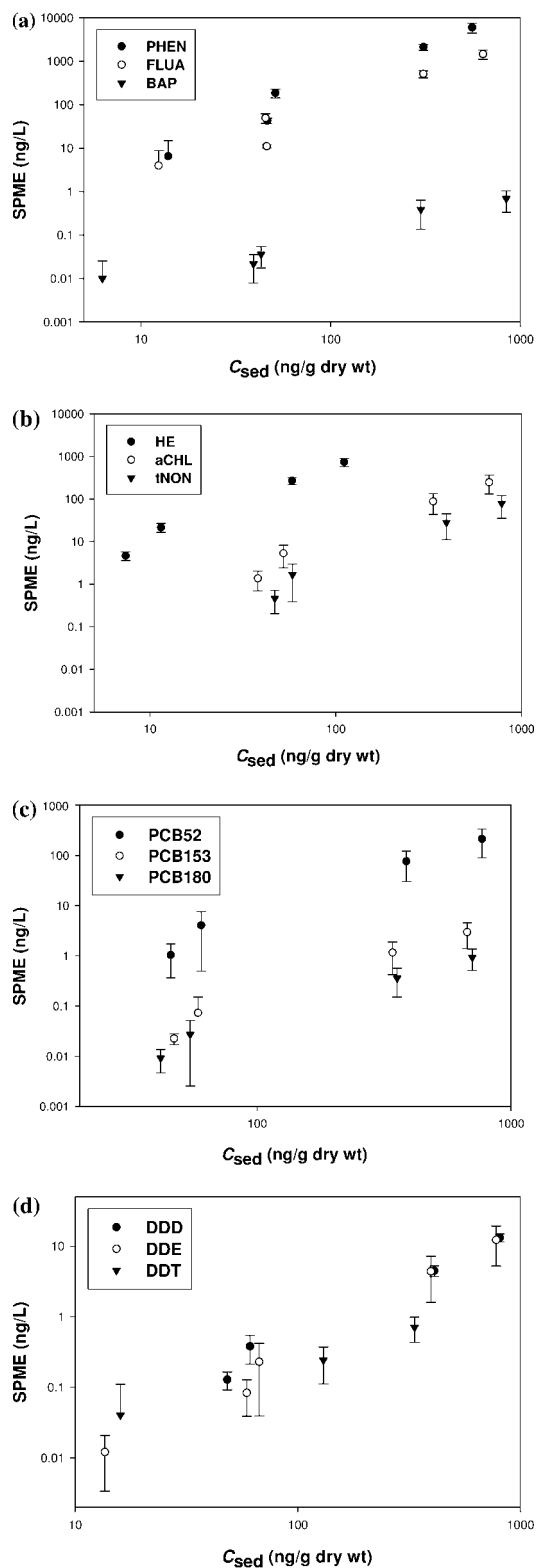 (a)
PHEN
FLUA
BAP
SPME (ng/L)
10000
1000
100
10
1
0.1
0.01
0.001
10 100 1000
Csed (ng/g dry wt)
(b)
HE
aCHL
tNON
SPME (ng/L)
10000
1000
100
10
1
0.1
0.01
0.001
10 100 1000
Csed (ng/g dry wt)
(c)
PCB52
PCB153
PCB180
SPME (ng/L)
1000
100
10
1
0.1
0.01
0.001
100 1000
Csed (ng/g dry wt)
(d)
DDD
DDE
DDT
SPME (ng/L)
10
1
0.1
0.01
10 100 1000
Csed (ng/g dry wt)